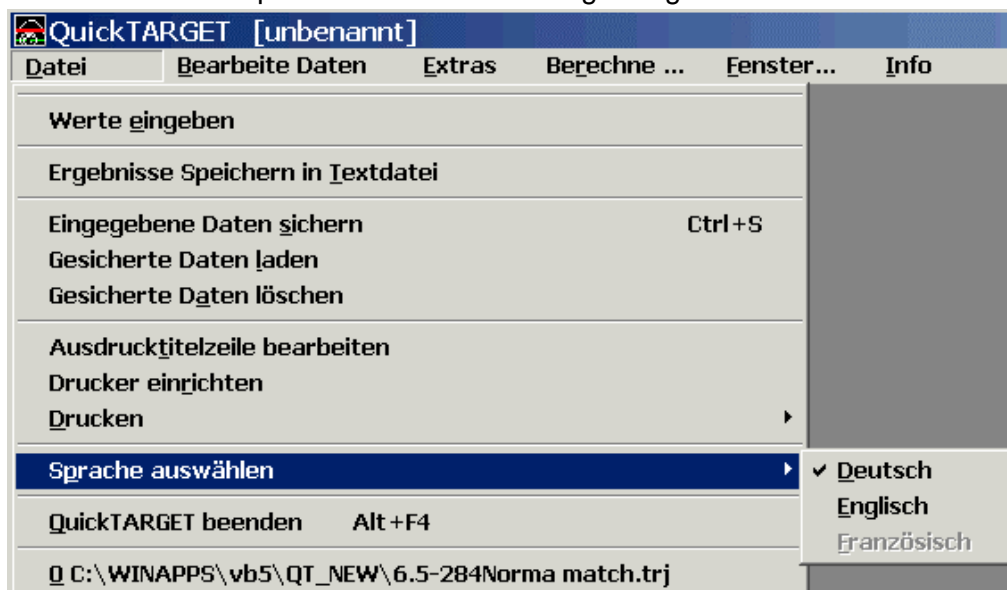 QuickTARGET [unbenannt]
Datei Bearbeite Daten Extras Berechne ... Fenster... Info
Werte eingeben
Ergebnisse Speichern in Textdatei
Eingegebene Daten sichern Ctrl+S
Gesicherte Daten laden
Gesicherte Daten löschen
Ausdrucktitelzeile bearbeiten
Drucker einrichten
Drucken
Sprache auswählen
Deutsch
Englisch
Französisch
QuickTARGET beenden Alt+F4
0 C:\WINAPPS\vb5\QT_NEW\6.5-284Norma match.trj